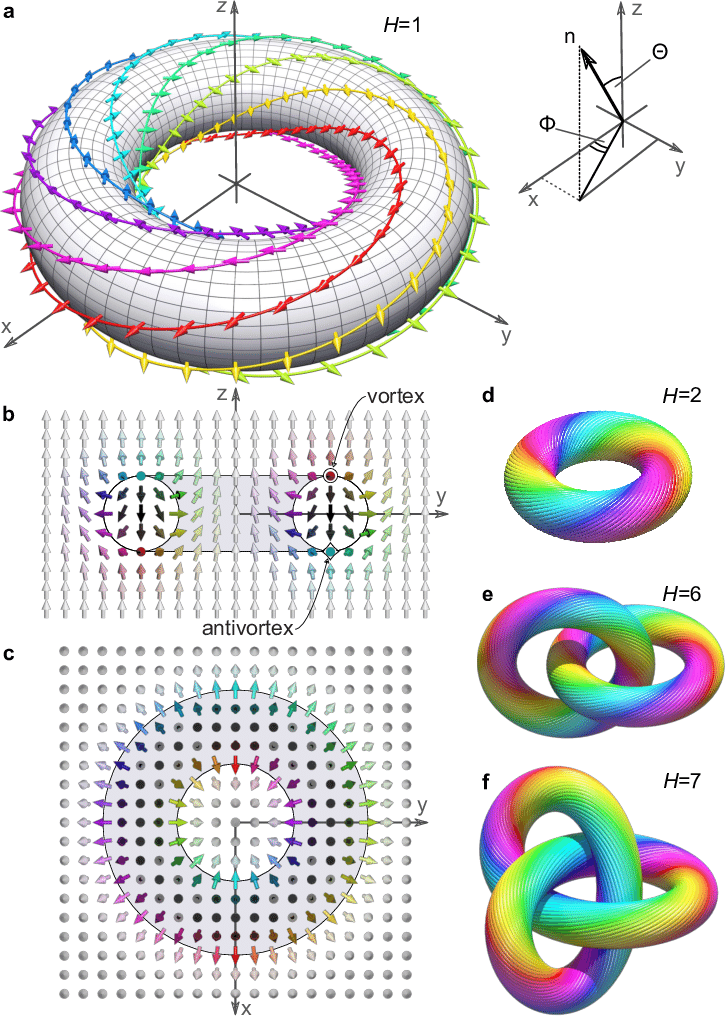 a
z
H=1
x
y
z
n
Θ
Φ
x
y
b
z
vortex
y
antivortex
c
y
x
d
H=2
e
H=6
f
H=7